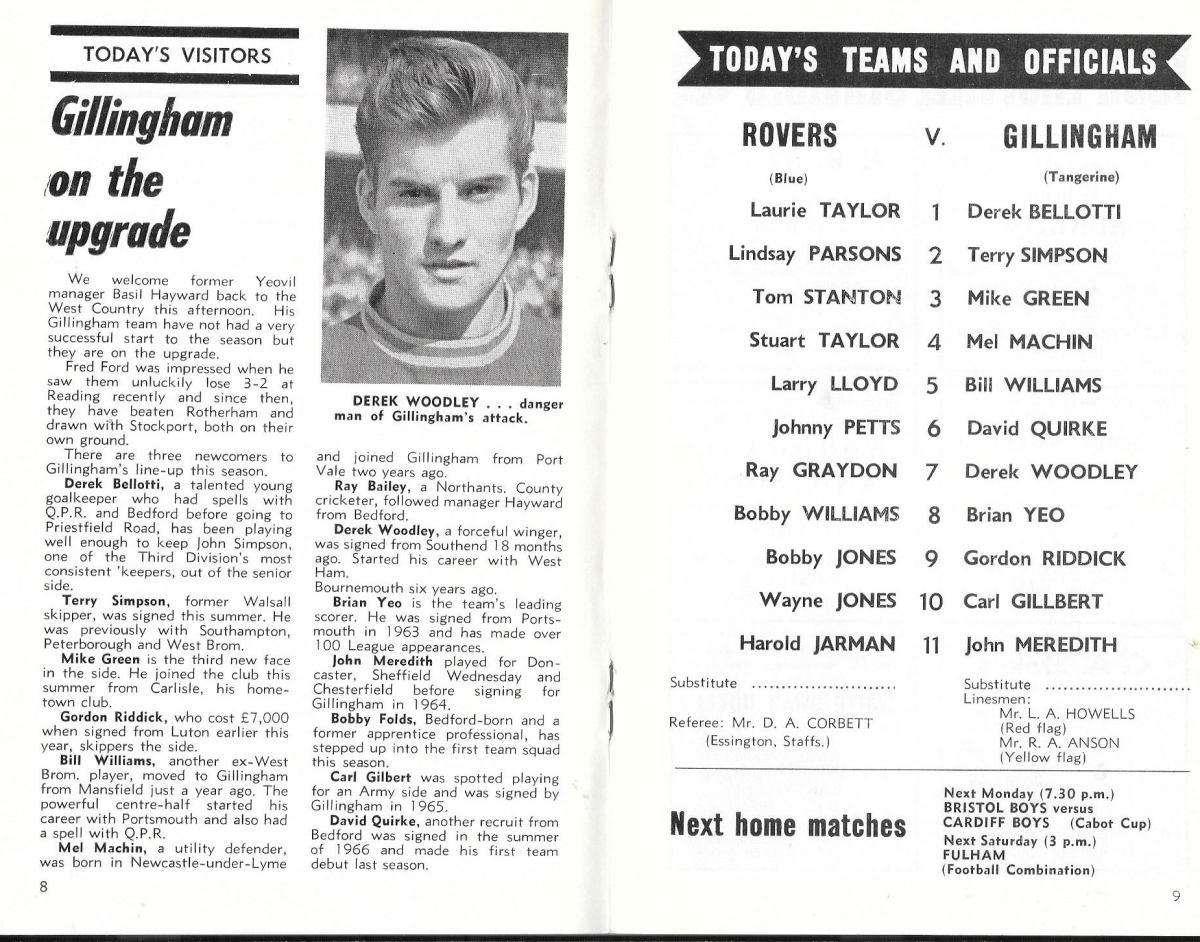 TODAY'S VISITORS
Gillingham
on the
upgrade
We welcome former Yeovil
manager Basil Hayward back to the
West Country this afternoon. His
Gillingham team have not had a very
successful start to the season but
they are on the upgrade.
Fred Ford was impressed when he
saw them unluckily lose 3-2 at
Reading recently and since then,
they have beaten Rotherham and
drawn with Stockport, both on their
own ground.
There are three newcomers to
Gillingham's line-up this season.
Derek Bellotti, a talented young
goalkeeper who had spells with
Q.P.R. and Bedford before going to
Priestfield Road, has been playing
well enough to keep John Simpson,
one of the Third Division's most
consistent 'keepers, out of the senior
side.
Terry Simpson, former Walsall
skipper, was signed this summer. He
was previously with Southampton,
Peterborough and West Brom.
Mike Green is the third new face
in the side. He joined the club this
summer from Carlisle, his home-
town club.
Gordon Riddick, who cost £7,000
when signed from Luton earlier this
year, skippers the side.
Bill Williams, another ex-West
Brom. player, moved to Gillingham
from Mansfield just a year ago. The
powerful centre-half started his
career with Portsmouth and also had
a spell with Q.P.R.
Mel Machin, a utility defender,
was born in Newcastle-under-Lyme
8
DEREK WOODLEY . . . danger
man of Gillingham's attack.
and joined Gillingham from Port
Vale two years ago.
Ray Bailey, a Northants. County
cricketer, followed manager Hayward
from Bedford.
Derek Woodley, a forceful winger,
was signed from Southend 18 months
ago. Started his career with West
Ham.
Bournemouth six years ago.
Brian Yeo is the team's leading
scorer. He was signed from Ports-
mouth in 1963 and has made over
100 League appearances.
John Meredith played for Don-
caster, Sheffield Wednesday and
Chesterfield before signing for
Gillingham in 1964.
Bobby Folds, Bedford-born and a
former apprentice professional, has
stepped up into the first team squad
this season.
Carl Gilbert was spotted playing
for an Army side and was signed by
Gillingham in 1965.
David Quirke, another recruit from
Bedford was signed in the summer
of 1966 and made his first team
debut last season.
TODAY'S TEAMS AND OFFICIALS
ROVERS V. GILLINGHAM
(Blue) (Tangerine)
Laurie TAYLOR 1 Derek BELLOTTI
Lindsay PARSONS 2 Terry SIMPSON
Tom STANTON 3 Mike GREEN
Stuart TAYLOR 4 Mel MACHIN
Larry LLOYD 5 Bill WILLIAMS
Johnny PETTS 6 David QUIRKE
Ray GRAYDON 7 Derek WOODLEY
Bobby WILLIAMS 8 Brian YEO
Bobby JONES 9 Gordon RIDDICK
Wayne JONES 10 Carl GILLBERT
Harold JARMAN 11 John MEREDITH
Substitute ........................
Referee: Mr. D. A. CORBETT
(Essington, Staffs.)
Substitute ........................
Linesmen:
Mr. L. A. HOWELLS
(Red flag)
Mr. R. A. ANSON
(Yellow flag)
Next home matches
Next Monday (7.30 p.m.)
BRISTOL BOYS versus
CARDIFF BOYS (Cabot Cup)
Next Saturday (3 p.m.)
FULHAM
(Football Combination)
9